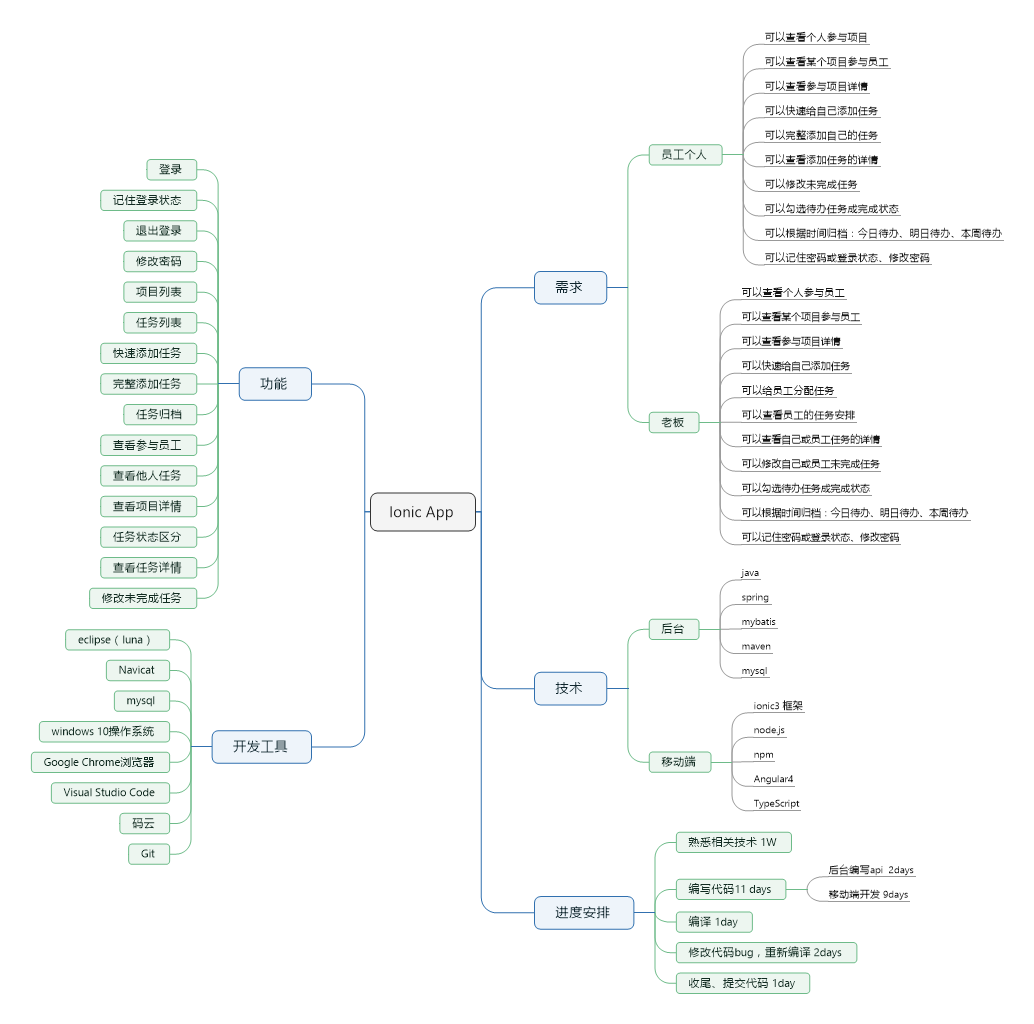 Ionic App
需求
员工个人
可以查看个人参与项目
可以查看某个项目参与员工
可以查看参与项目详情
可以快速给自己添加任务
可以完整添加自己的任务
可以查看添加任务的详情
可以修改未完成任务
可以勾选待办任务成完成状态
可以根据时间归档：今日待办、明日待办、本周待办
可以记住密码或登录状态、修改密码
老板
可以查看个人参与员工
可以查看某个项目参与员工
可以查看参与项目详情
可以快速给自己添加任务
可以给员工分配任务
可以查看员工的任务安排
可以查看自己或员工任务的详情
可以修改自己或员工未完成任务
可以勾选待办任务成完成状态
可以根据时间归档：今日待办、明日待办、本周待办
可以记住密码或登录状态、修改密码
技术
后台
java
spring
mybatis
maven
mysql
移动端
ionic3 框架
node.js
npm
Angular4
TypeScript
进度安排
熟悉相关技术 1W
编写代码11 days
后台编写api 2days
移动端开发 9days
编译 1day
修改代码bug，重新编译 2days
收尾、提交代码 1day
功能
登录
记住登录状态
退出登录
修改密码
项目列表
任务列表
快速添加任务
完整添加任务
任务归档
查看参与员工
查看他人任务
查看项目详情
任务状态区分
查看任务详情
修改未完成任务
开发工具
eclipse（luna）
Navicat
mysql
windows 10操作系统
Google Chrome浏览器
Visual Studio Code
码云
Git